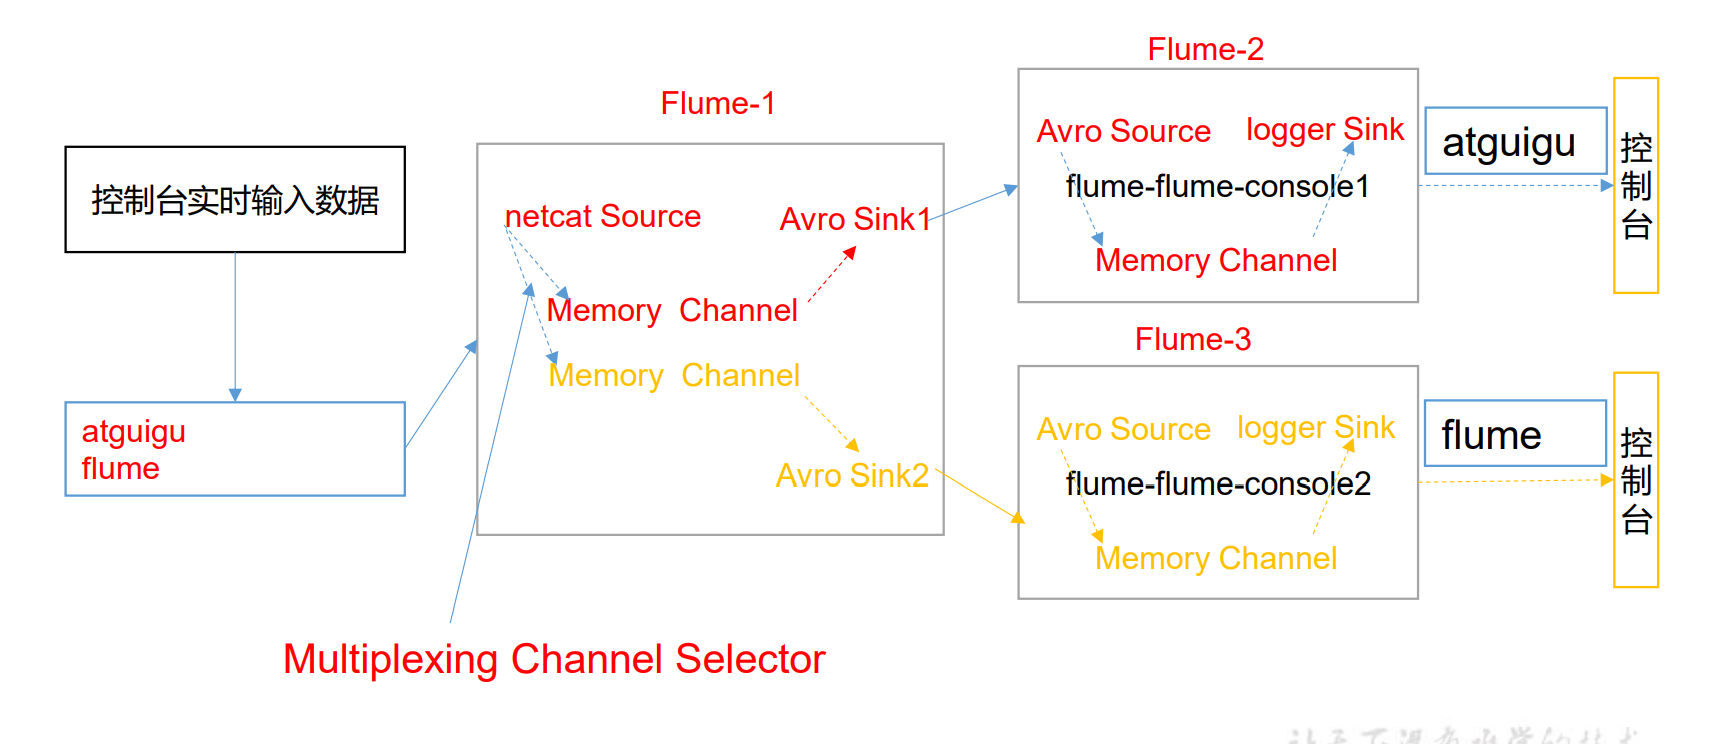 控制台实时输入数据
atguigu
flume
Flume-1
netcat Source
Avro Sink1
Memory Channel
Memory Channel
Avro Sink2
Multiplexing Channel Selector
Flume-2
Avro Source
logger Sink
flume-flume-console1
Memory Channel
atguigu
控制台
Flume-3
Avro Source
logger Sink
flume-flume-console2
Memory Channel
flume
控制台